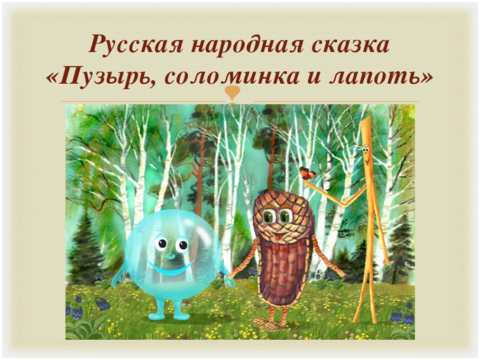 Русская народная сказка
«Пузырь, соломинка и лапоть»